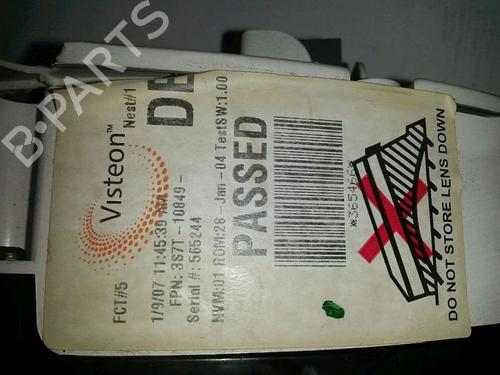 FCT#5
Visteon™ Nest#1
1/9/07 11:45:39 AM
FPN: 3S7T-10849-
Serial #: 565244
DE
NVM:01 ROM:28-Jan-04 TestSW:1.00
PASSED
DO NOT STORE LENS DOWN
B-PARTS